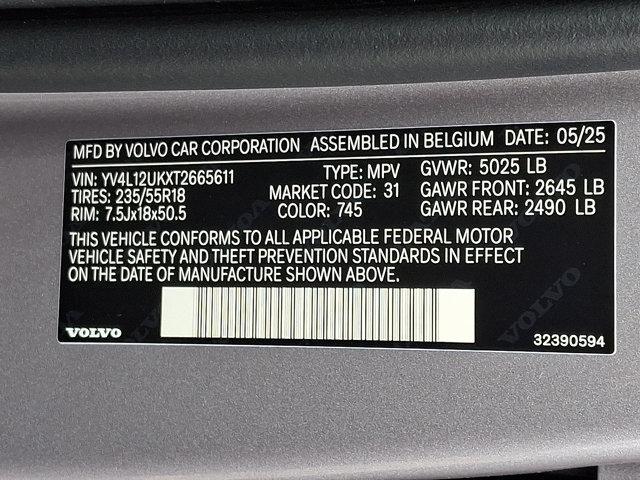 MFD BY VOLVO CAR CORPORATION ASSEMBLED IN BELGIUM DATE: 05/25
VIN: YV4L12UKXT2665611 TYPE: MPV GVWR: 5025 LB
TIRES: 235/55R18 MARKET CODE: 31 GAWR FRONT: 2645 LB
RIM: 7.5Jx18x50.5 COLOR: 745 GAWR REAR: 2490 LB
THIS VEHICLE CONFORMS TO ALL APPLICABLE FEDERAL MOTOR
VEHICLE SAFETY AND THEFT PREVENTION STANDARDS IN EFFECT
ON THE DATE OF MANUFACTURE SHOWN ABOVE.
VOLVO 32390594